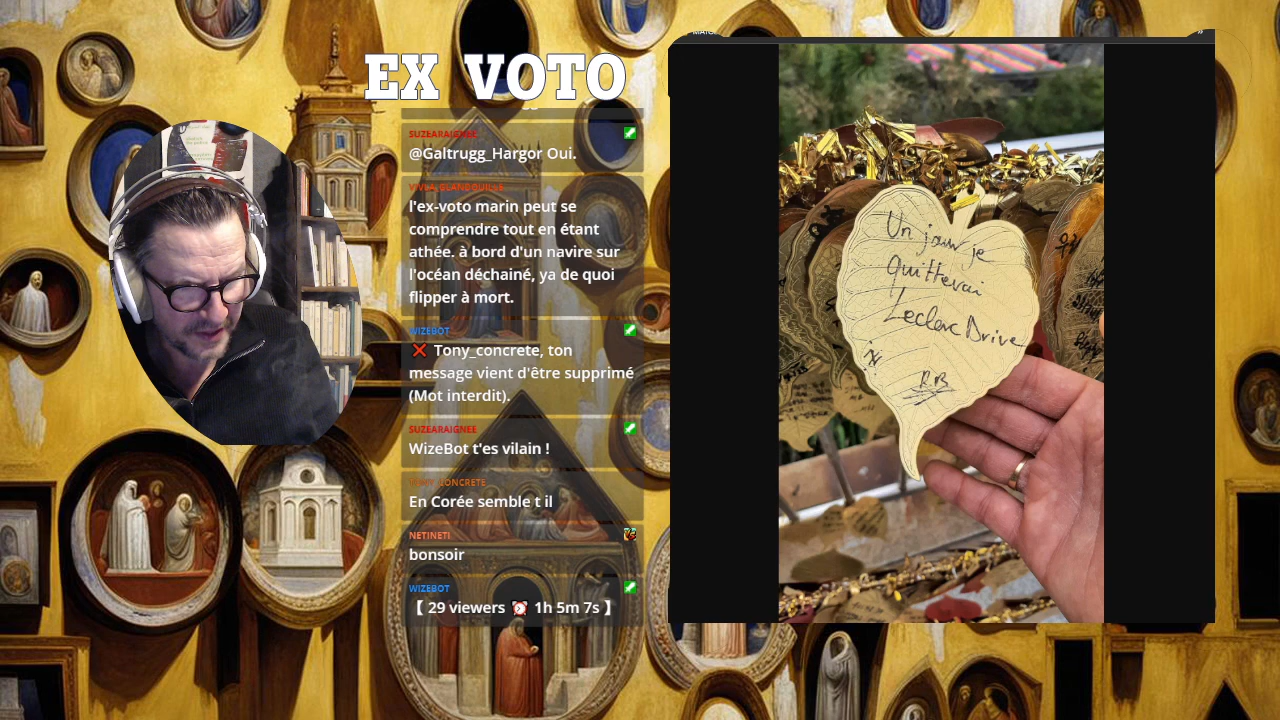 EX VOTO
SUZEARAIGNEE
@Galtrugg_Hargor Oui.
l'ex-voto marin peut se
comprendre tout en étant
athée. à bord d'un navire sur
l'océan déchainé, ya de quoi
flipper à mort.
WIZEBOT
❌ Tony_concrete, ton
message vient d'être supprimé
(Mot interdit).
SUZEARAIGNEE
WizeBot t'es vilain !
TONY_CONCRETE
En Corée semble t il
NETINETI
bonsoir
WIZEBOT
【 29 viewers ⏰ 1h 5m 7s 】
Un jour je
Quitterai
Leclerc Drive